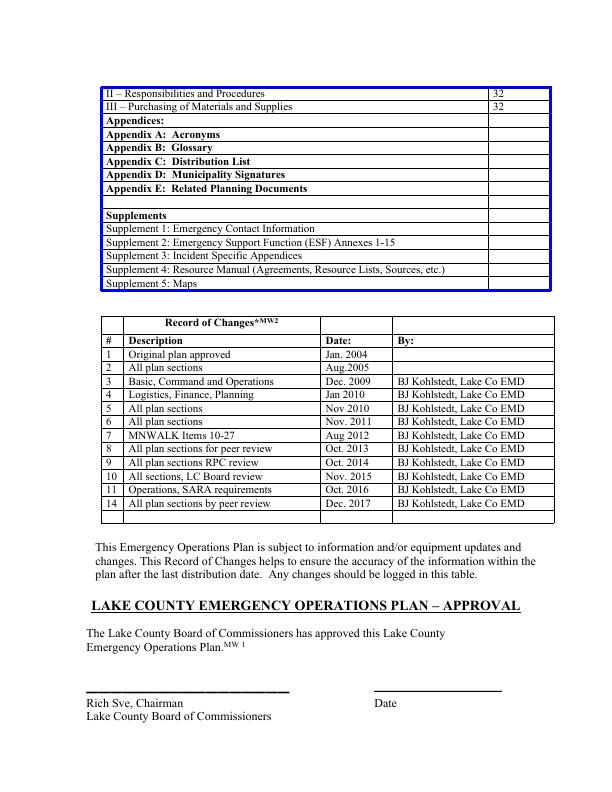 II – Responsibilities and Procedures 32
III – Purchasing of Materials and Supplies 32
Appendices:
Appendix A:  Acronyms
Appendix B:  Glossary
Appendix C:  Distribution List
Appendix D:  Municipality Signatures
Appendix E:  Related Planning Documents
Supplements
Supplement 1: Emergency Contact Information
Supplement 2: Emergency Support Function (ESF) Annexes 1-15
Supplement 3: Incident Specific Appendices
Supplement 4: Resource Manual (Agreements, Resource Lists, Sources, etc.)
Supplement 5: Maps
Record of Changes*MW2
# Description Date: By:
1 Original plan approved Jan. 2004
2 All plan sections Aug.2005
3 Basic, Command and Operations Dec. 2009 BJ Kohlstedt, Lake Co EMD
4 Logistics, Finance, Planning Jan 2010 BJ Kohlstedt, Lake Co EMD
5 All plan sections Nov 2010 BJ Kohlstedt, Lake Co EMD
6 All plan sections Nov. 2011 BJ Kohlstedt, Lake Co EMD
7 MNWALK Items 10-27 Aug 2012 BJ Kohlstedt, Lake Co EMD
8 All plan sections for peer review Oct. 2013 BJ Kohlstedt, Lake Co EMD
9 All plan sections RPC review Oct. 2014 BJ Kohlstedt, Lake Co EMD
10 All sections, LC Board review Nov. 2015 BJ Kohlstedt, Lake Co EMD
11 Operations, SARA requirements Oct. 2016 BJ Kohlstedt, Lake Co EMD
14 All plan sections by peer review Dec. 2017 BJ Kohlstedt, Lake Co EMD
This Emergency Operations Plan is subject to information and/or equipment updates and
changes. This Record of Changes helps to ensure the accuracy of the information within the
plan after the last distribution date.  Any changes should be logged in this table.
LAKE COUNTY EMERGENCY OPERATIONS PLAN – APPROVAL
The Lake County Board of Commissioners has approved this Lake County
Emergency Operations Plan.MW 1
Rich Sve, Chairman Date
Lake County Board of Commissioners